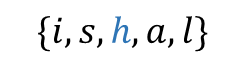 {i, s, h, a, l}